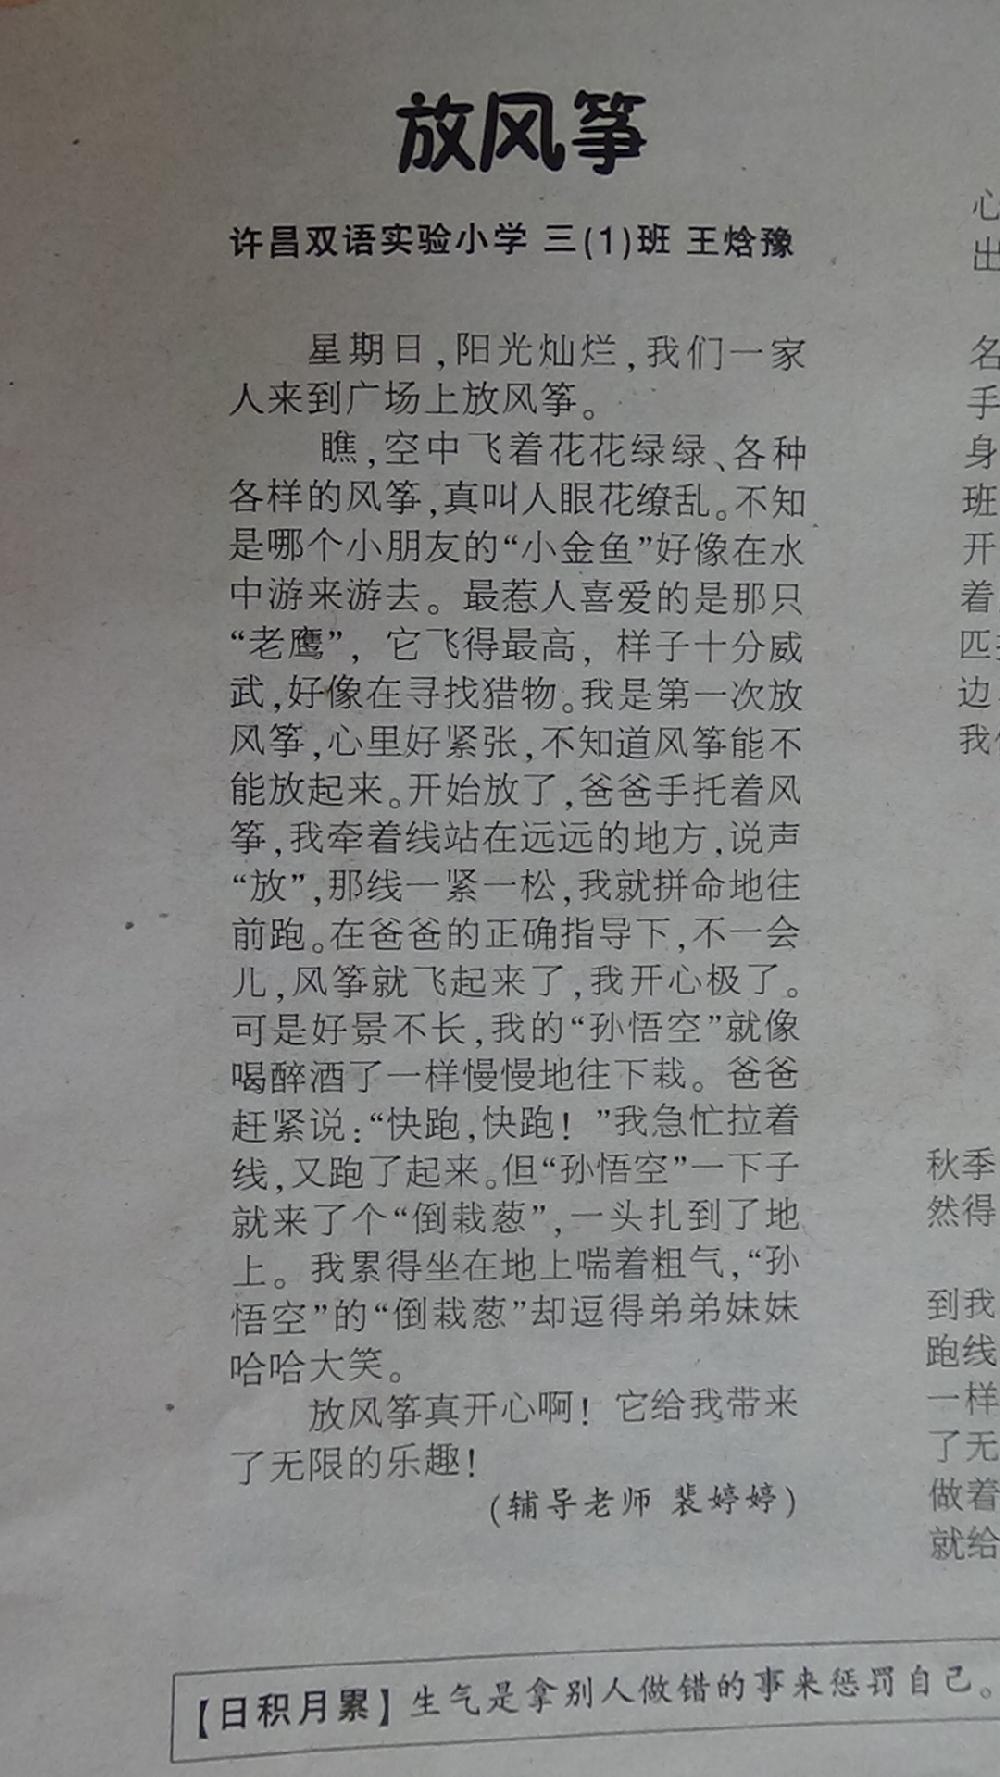 放风筝
许昌双语实验小学 三(1)班 王焓豫
星期日,阳光灿烂,我们一家
人来到广场上放风筝。
瞧,空中飞着花花绿绿、各种
各样的风筝,真叫人眼花缭乱。不知
是哪个小朋友的“小金鱼”好像在水
中游来游去。最惹人喜爱的是那只
“老鹰”,它飞得最高,样子十分威
武,好像在寻找猎物。我是第一次放
风筝,心里好紧张,不知道风筝能不
能放起来。开始放了,爸爸手托着风
筝,我牵着线站在远远的地方,说声
“放”,那线一紧一松,我就拼命地往
前跑。在爸爸的正确指导下,不一会
儿,风筝就飞起来了,我开心极了。
可是好景不长,我的“孙悟空”就像
喝醉酒了一样慢慢地往下栽。爸爸
赶紧说:“快跑,快跑!”我急忙拉着
线,又跑了起来。但“孙悟空”一下子
就来了个“倒栽葱”,一头扎到了地
上。我累得坐在地上喘着粗气,“孙
悟空”的“倒栽葱”却逗得弟弟妹妹
哈哈大笑。
放风筝真开心啊!它给我带来
了无限的乐趣!
(辅导老师 裴婷婷)
心
出
名
手
身
班
开
着
边
秋季
然得
到我
跑线
一样
了无
做着
就给
【日积月累】生气是拿别人做错的事来惩罚自己。